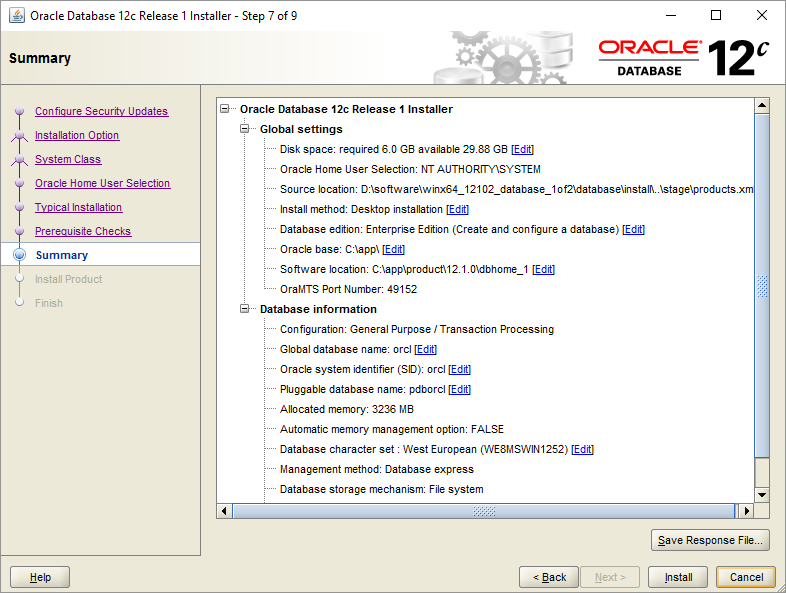 Oracle Database 12c Release 1 Installer - Step 7 of 9
Summary
ORACLE®
DATABASE
12c
Configure Security Updates
Installation Option
System Class
Oracle Home User Selection
Typical Installation
Prerequisite Checks
Summary
Install Product
Finish
Oracle Database 12c Release 1 Installer
Global settings
Disk space: required 6.0 GB available 29.88 GB [Edit]
Oracle Home User Selection: NT AUTHORITY\SYSTEM
Source location: D:\software\winx64_12102_database_1of2\database\install\..\stage\products.xm
Install method: Desktop installation [Edit]
Database edition: Enterprise Edition (Create and configure a database) [Edit]
Oracle base: C:\app\ [Edit]
Software location: C:\app\product\12.1.0\dbhome_1 [Edit]
OraMTS Port Number: 49152
Database information
Configuration: General Purpose / Transaction Processing
Global database name: orcl [Edit]
Oracle system identifier (SID): orcl [Edit]
Pluggable database name: pdborcl [Edit]
Allocated memory: 3236 MB
Automatic memory management option: FALSE
Database character set : West European (WE8MSWIN1252) [Edit]
Management method: Database express
Database storage mechanism: File system
Save Response File...
Help
< Back
Next >
Install
Cancel